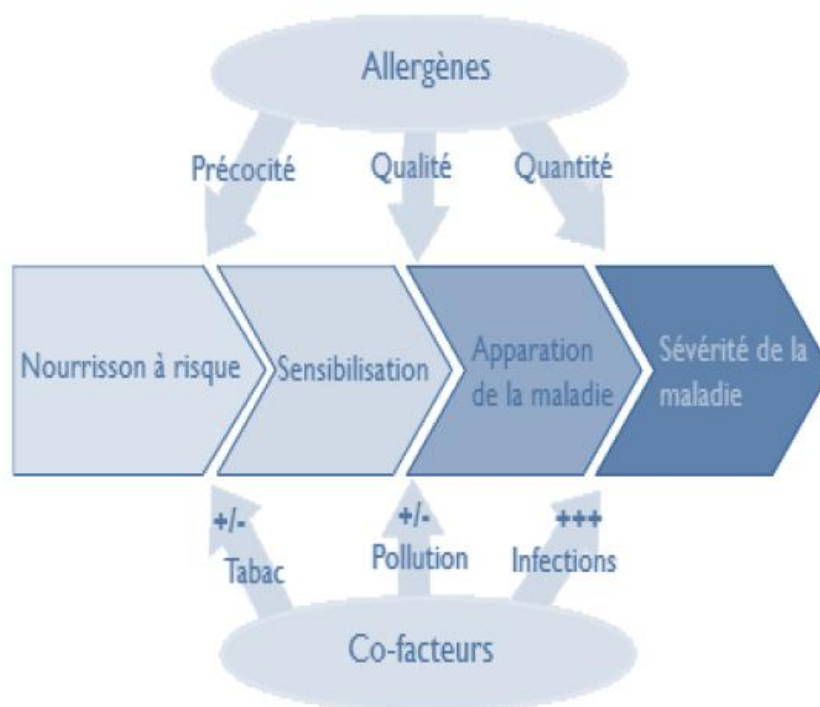 Allergènes
Précocité
Qualité
Quantité
Nourrisson à risque
Sensibilisation
Apparation
de la maladie
Sévérité de la
maladie
+/-
Tabac
+/-
Pollution
+++
Infections
Co-facteurs